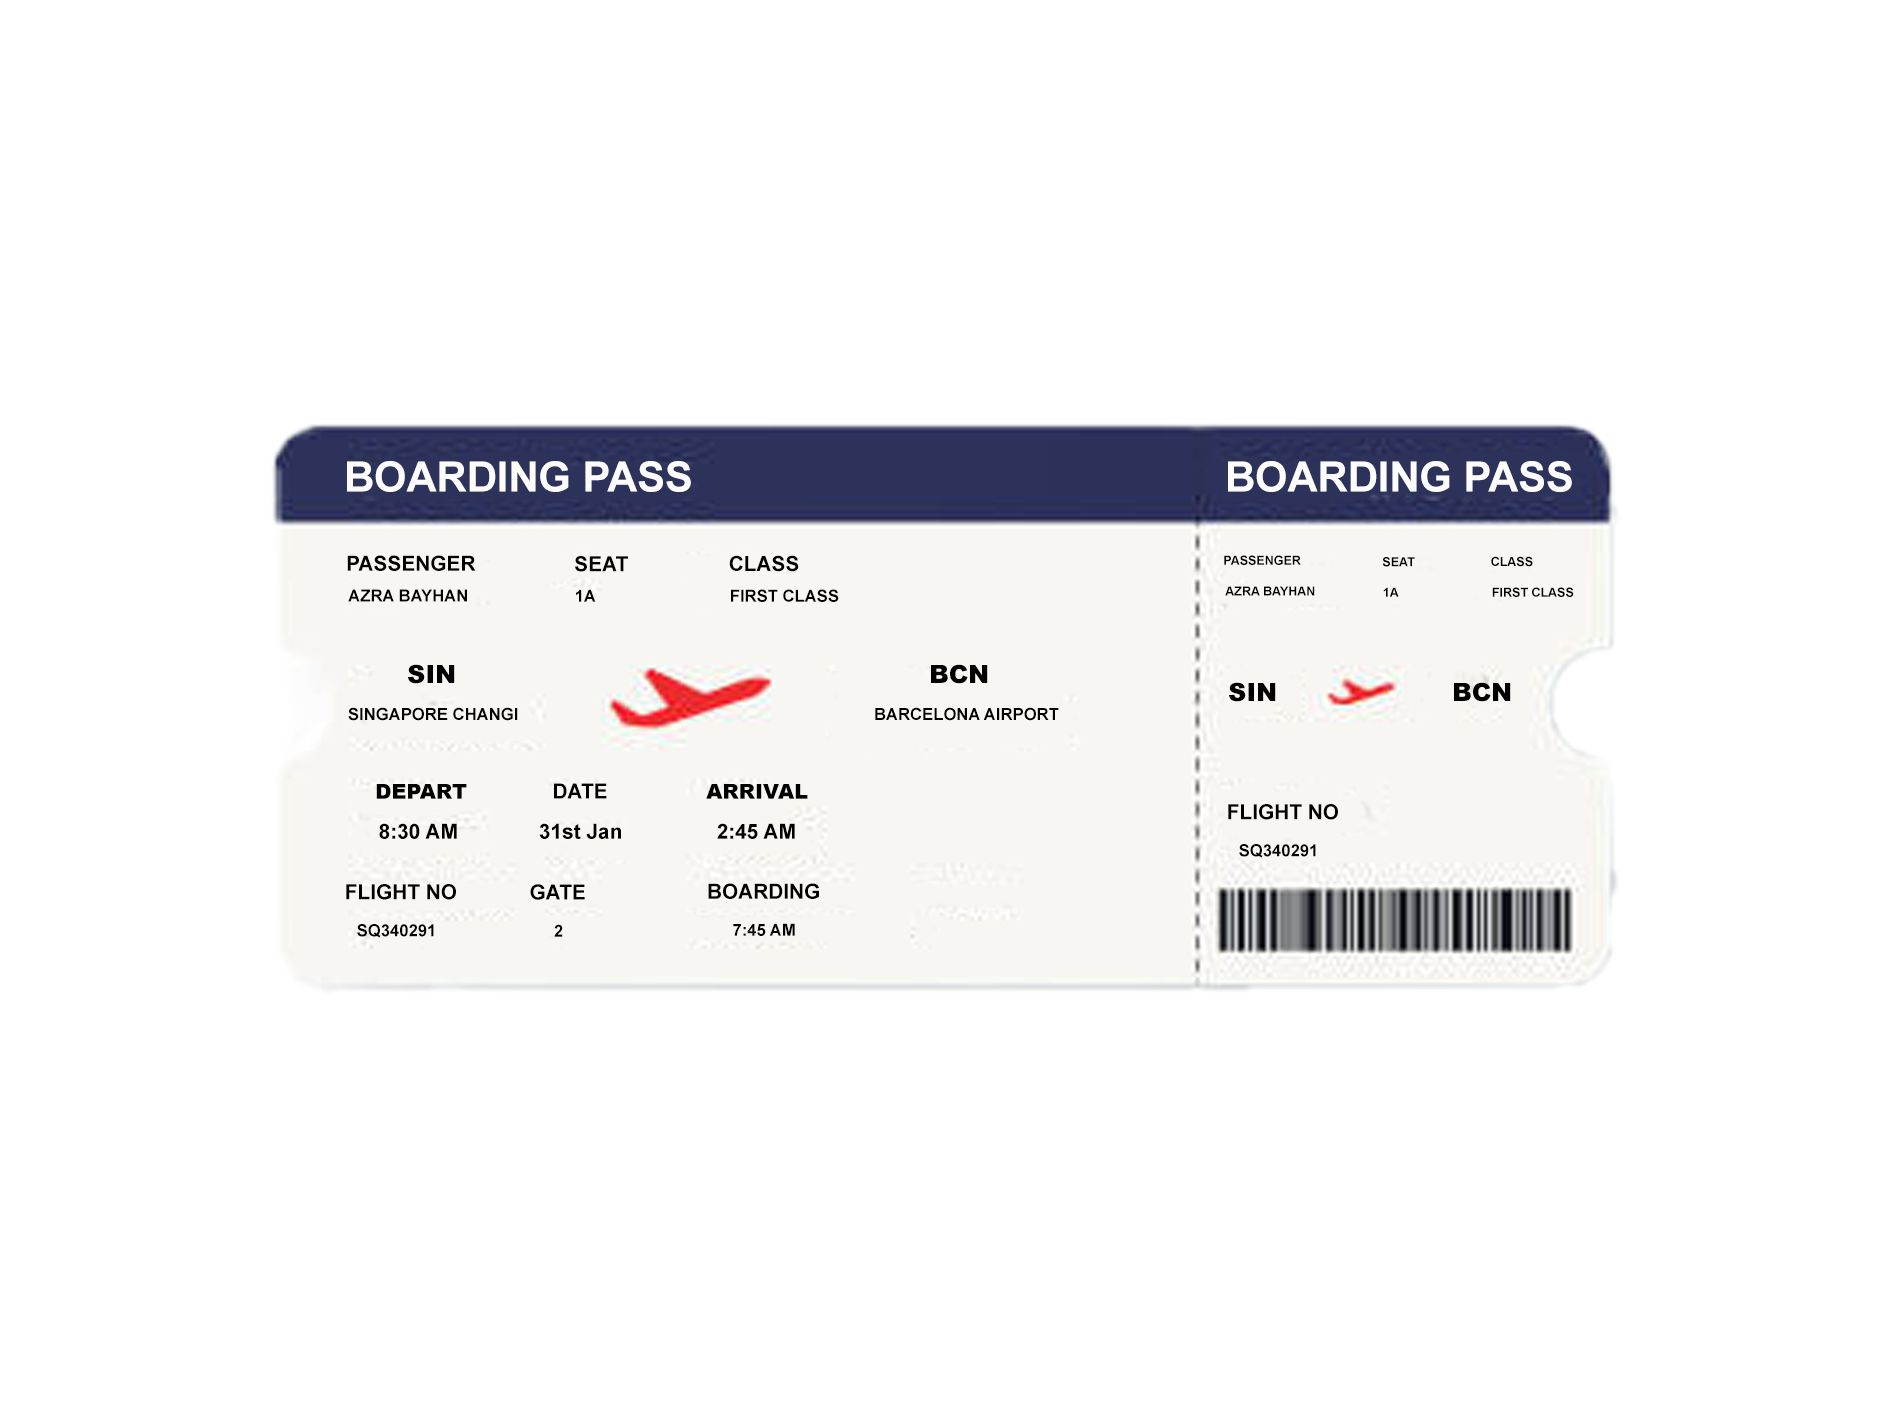 BOARDING PASS
PASSENGER SEAT CLASS
AZRA BAYHAN 1A FIRST CLASS
SIN BCN
SINGAPORE CHANGI BARCELONA AIRPORT
DEPART DATE ARRIVAL
8:30 AM 31st Jan 2:45 AM
FLIGHT NO GATE BOARDING
SQ340291 2 7:45 AM
BOARDING PASS
PASSENGER SEAT CLASS
AZRA BAYHAN 1A FIRST CLASS
SIN BCN
FLIGHT NO
SQ340291